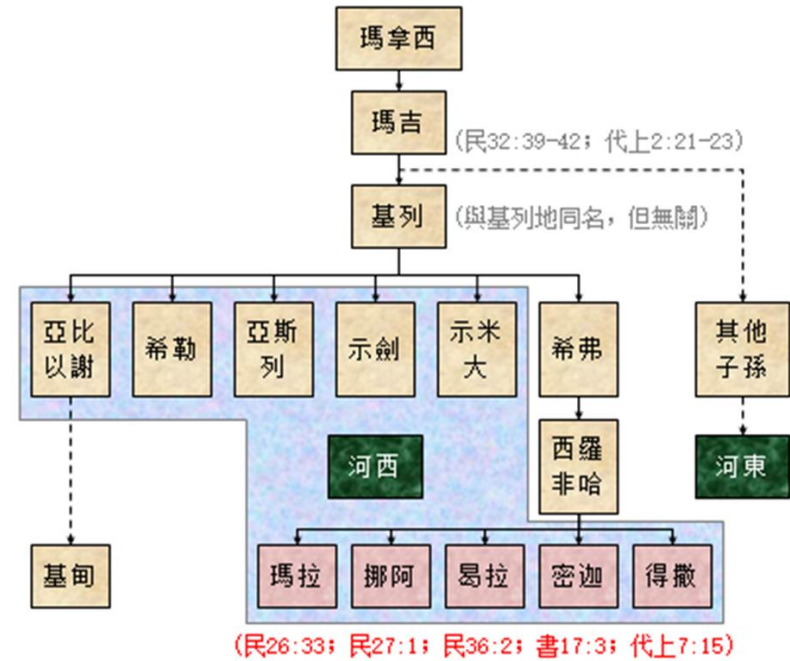 瑪拿西
瑪吉
(民32:39-42; 代上2:21-23)
基列
(與基列地同名，但無關)
亞比
以謝
希勒
亞斯
列
示劍
示米
大
希弗
其他
子孫
河西
西羅
非哈
河東
基甸
瑪拉
挪阿
曷拉
密迦
得撒
(民26:33; 民27:1; 民36:2; 書17:3; 代上7:15)